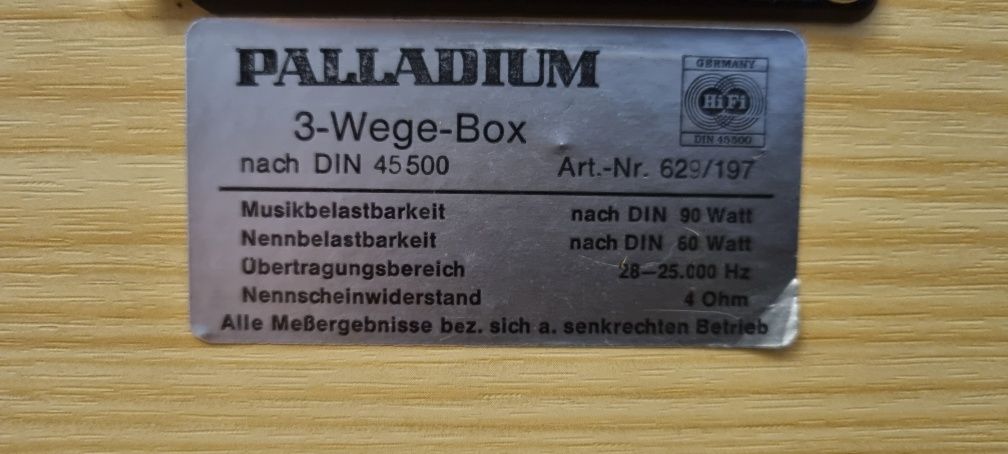 PALLADIUM
GERMANY
HiFi
DIN 45500
3-Wege-Box
nach DIN 45500
Art.-Nr. 629/197
Musikbelastbarkeit nach DIN 90 Watt
Nennbelastbarkeit nach DIN 60 Watt
Übertragungsbereich 28–25.000 Hz
Nennscheinwiderstand 4 Ohm
Alle Meßergebnisse bez. sich a. senkrechten Betrieb